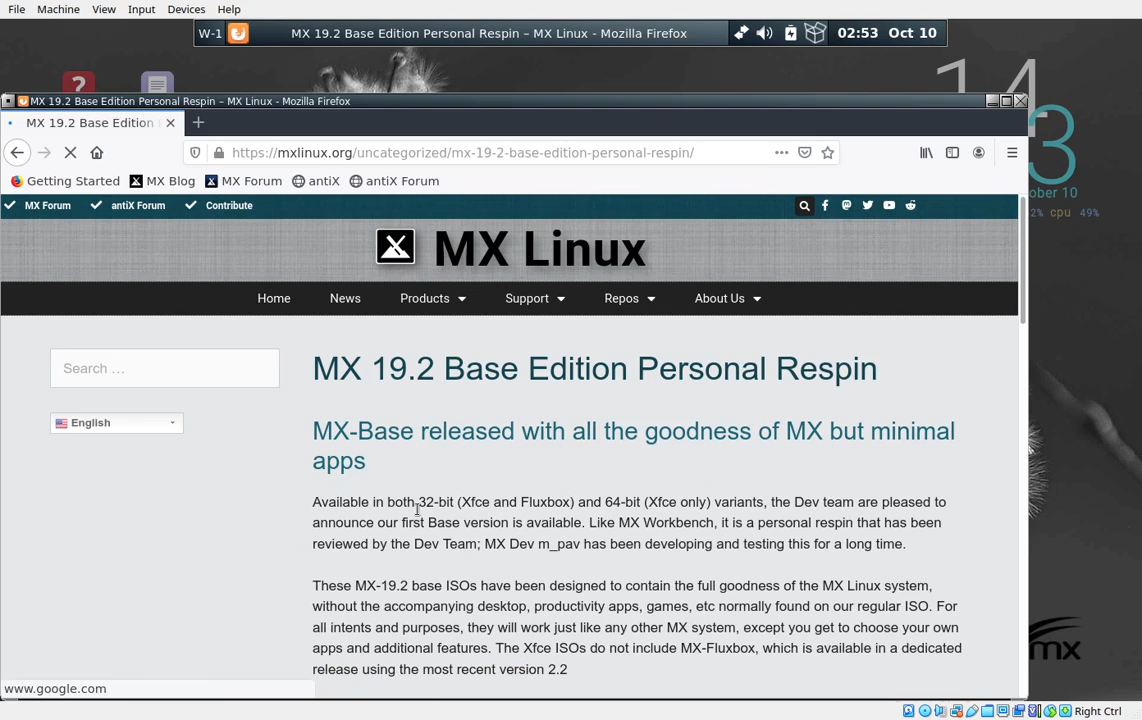 File Machine View Input Devices Help
W-1 MX 19.2 Base Edition Personal Respin – MX Linux - Mozilla Firefox 02:53 Oct 10
MX 19.2 Base Edition Personal Respin – MX Linux - Mozilla Firefox
MX 19.2 Base Edition
https://mxlinux.org/uncategorized/mx-19-2-base-edition-personal-respin/
Getting Started MX Blog MX Forum antiX antiX Forum
MX Forum antiX Forum Contribute
MX Linux
Home News Products Support Repos About Us
Search …
English
MX 19.2 Base Edition Personal Respin
MX-Base released with all the goodness of MX but minimal
apps
Available in both 32-bit (Xfce and Fluxbox) and 64-bit (Xfce only) variants, the Dev team are pleased to
announce our first Base version is available. Like MX Workbench, it is a personal respin that has been
reviewed by the Dev Team; MX Dev m_pav has been developing and testing this for a long time.
These MX-19.2 base ISOs have been designed to contain the full goodness of the MX Linux system,
without the accompanying desktop, productivity apps, games, etc normally found on our regular ISO. For
all intents and purposes, they will work just like any other MX system, except you get to choose your own
apps and additional features. The Xfce ISOs do not include MX-Fluxbox, which is available in a dedicated
release using the most recent version 2.2
www.google.com
14
3
ober 10
2% cpu 49%
mx
Right Ctrl